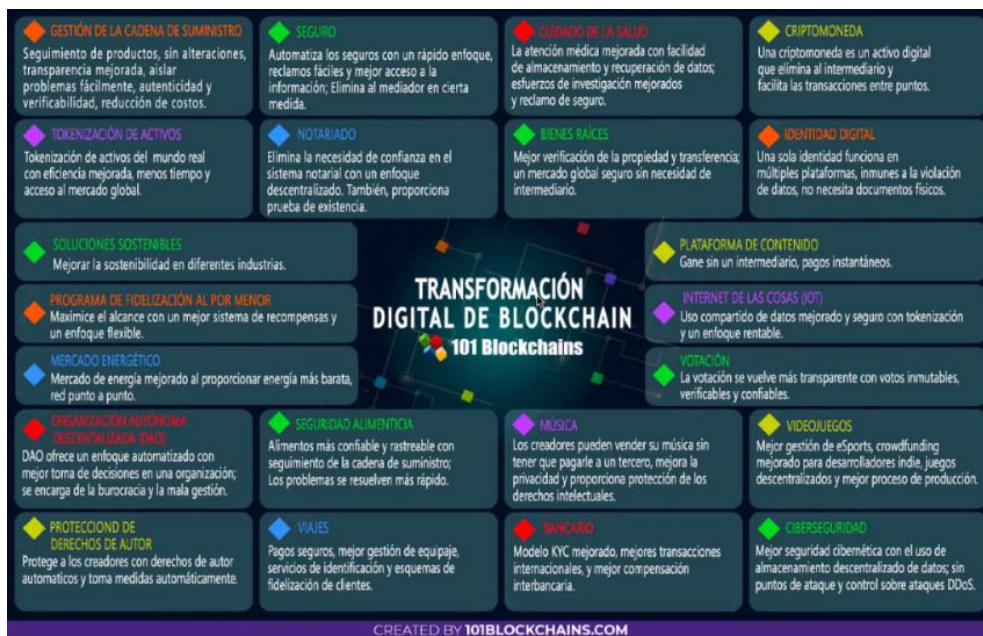 GESTIÓN DE LA CADENA DE SUMINISTRO
Seguimiento de productos, sin alteraciones,
transparencia mejorada, aislar
problemas fácilmente, autenticidad y
verificabilidad, reducción de costos.
SEGURO
Automatiza los seguros con un rápido enfoque,
reclamos fáciles y mejor acceso a la
información; Elimina al mediador en cierta
medida.
CUIDADO DE LA SALUD
La atención médica mejorada con facilidad
de almacenamiento y recuperación de datos;
esfuerzos de investigación mejorados
y reclamo de seguro.
CRIPTOMONEDA
Una criptomoneda es un activo digital
que elimina al intermediario y
facilita las transacciones entre puntos.
TOKENIZACIÓN DE ACTIVOS
Tokenización de activos del mundo real
con eficiencia mejorada, menos tiempo y
acceso al mercado global.
NOTARIADO
Elimina la necesidad de confianza en el
sistema notarial con un enfoque
descentralizado. También, proporciona
prueba de existencia.
BIENES RAÍCES
Mejor verificación de la propiedad y transferencia;
un mercado global seguro sin necesidad de
intermediario.
IDENTIDAD DIGITAL
Una sola identidad funciona en
múltiples plataformas, inmunes a la violación
de datos, no necesita documentos físicos.
SOLUCIONES SOSTENIBLES
Mejorar la sostenibilidad en diferentes industrias.
PROGRAMA DE FIDELIZACIÓN AL POR MENOR
Maximice el alcance con un mejor sistema de recompensas y
un enfoque flexible.
MERCADO ENERGÉTICO
Mercado de energía mejorado al proporcionar energía más barata,
red punto a punto.
TRANSFORMACIÓN
DIGITAL DE BLOCKCHAIN
101 Blockchains
PLATAFORMA DE CONTENIDO
Gane sin un intermediario, pagos instantáneos.
INTERNET DE LAS COSAS (IOT)
Uso compartido de datos mejorado y seguro con tokenización
y un enfoque rentable.
VOTACIÓN
La votación se vuelve más transparente con votos inmutables,
verificables y confiables.
ORGANIZACIÓN AUTÓNOMA
DESCENTALIZADA (DAO)
DAO ofrece un enfoque automatizado con
mejor toma de decisiones en una organización;
se encarga de la burocracia y la mala gestión.
SEGURIDAD ALIMENTICIA
Alimentos más confiable y rastreable con
seguimiento de la cadena de suministro;
Los problemas se resuelven más rápido.
MÚSICA
Los creadores pueden vender su música sin
tener que pagarle a un tercero, mejora la
privacidad y proporciona protección de los
derechos intelectuales.
VIDEOJUEGOS
Mejor gestión de eSports, crowdfunding
mejorado para desarrolladores indie, juegos
descentralizados y mejor proceso de producción.
PROTECCIOND DE
DERECHOS DE AUTOR
Protege a los creadores con derechos de autor
automaticos y toma medidas automáticamente.
VIAJES
Pagos seguros, mejor gestión de equipaje,
servicios de identificación y esquemas de
fidelización de clientes.
BANCARIO
Modelo KYC mejorado, mejores transacciones
internacionales, y mejor compensación
interbancaria.
CIBERSEGURIDAD
Mejor seguridad cibernética con el uso de
almacenamiento descentralizado de datos; sin
puntos de ataque y control sobre ataques DDoS.
CREATED BY 101BLOCKCHAINS.COM